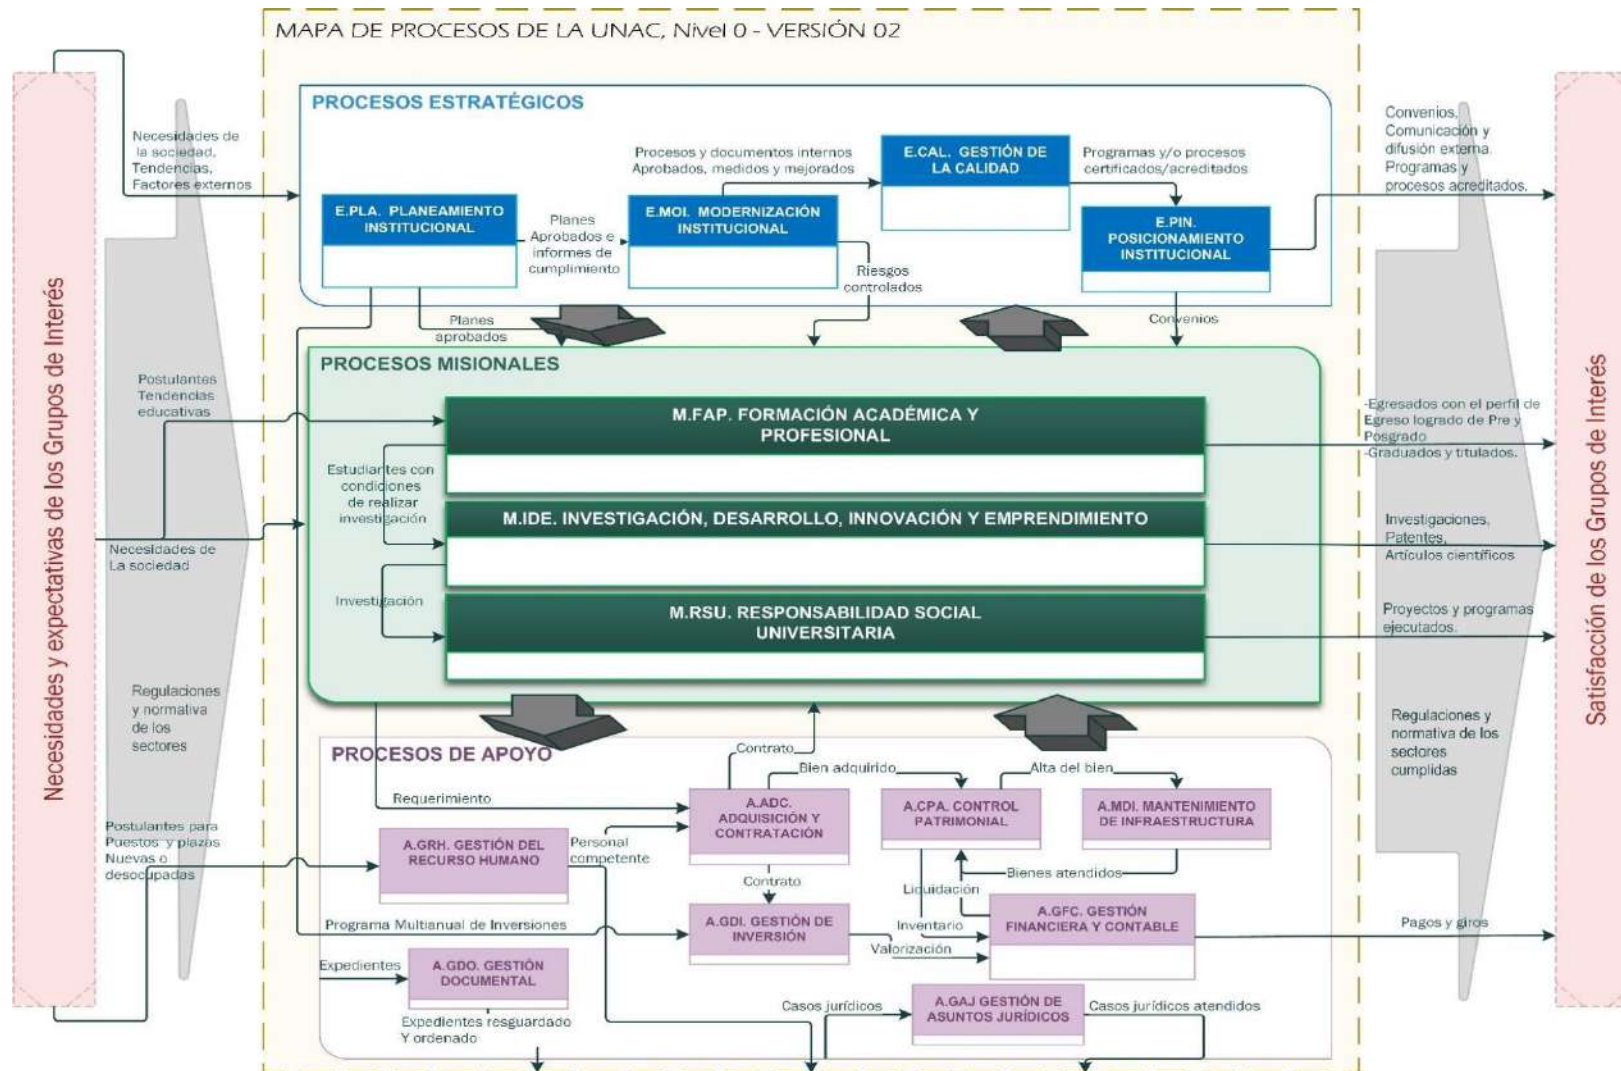 MAPA DE PROCESOS DE LA UNAC, Nivel 0 - VERSIÓN 02
Necesidades y expectativas de los Grupos de Interés
Necesidades de
la sociedad,
Tendencias,
Factores externos
Postulantes
Tendencias
educativas
Necesidades de
La sociedad
Regulaciones
y normativa
de los
sectores
Postulantes para
Puestos y plazas
Nuevas o
desocupadas
PROCESOS ESTRATÉGICOS
E.PLA. PLANEAMIENTO
INSTITUCIONAL
Planes
Aprobados e
informes de
cumplimiento
E.MOI. MODERNIZACIÓN
INSTITUCIONAL
Procesos y documentos internos
Aprobados, medidos y mejorados
E.CAL. GESTIÓN DE
LA CALIDAD
Programas y/o procesos
certificados/acreditados
E.PIN.
POSICIONAMIENTO
INSTITUCIONAL
Riesgos
controlados
Planes
aprobados
Convenios
PROCESOS MISIONALES
M.FAP. FORMACIÓN ACADÉMICA Y
PROFESIONAL
Estudiantes con
condiciones
de realizar
investigación
M.IDE. INVESTIGACIÓN, DESARROLLO, INNOVACIÓN Y EMPRENDIMIENTO
Investigación
M.RSU. RESPONSABILIDAD SOCIAL
UNIVERSITARIA
PROCESOS DE APOYO
Contrato
Bien adquirido
Alta del bien
Requerimiento
A.ADC.
ADQUISICIÓN Y
CONTRATACIÓN
A.CPA. CONTROL
PATRIMONIAL
A.MDI. MANTENIMIENTO
DE INFRAESTRUCTURA
A.GRH. GESTIÓN DEL
RECURSO HUMANO
Personal
competente
Contrato
Bienes atendidos
Liquidación
Programa Multianual de Inversiones
A.GDI. GESTIÓN DE
INVERSIÓN
Inventario
Valorización
A.GFC. GESTIÓN
FINANCIERA Y CONTABLE
Expedientes
A.GDO. GESTIÓN
DOCUMENTAL
Expedientes resguardado
Y ordenado
Casos jurídicos
A.GAJ GESTIÓN DE
ASUNTOS JURÍDICOS
Casos jurídicos atendidos
Convenios,
Comunicación y
difusión externa.
Programas y
procesos acreditados.
-Egresados con el perfil de
Egreso logrado de Pre y
Posgrado
-Graduados y titulados.
Investigaciones,
Patentes,
Artículos científicos
Proyectos y programas
ejecutados.
Regulaciones y
normativa de los
sectores
cumplidas
Pagos y giros
Satisfacción de los Grupos de Interés